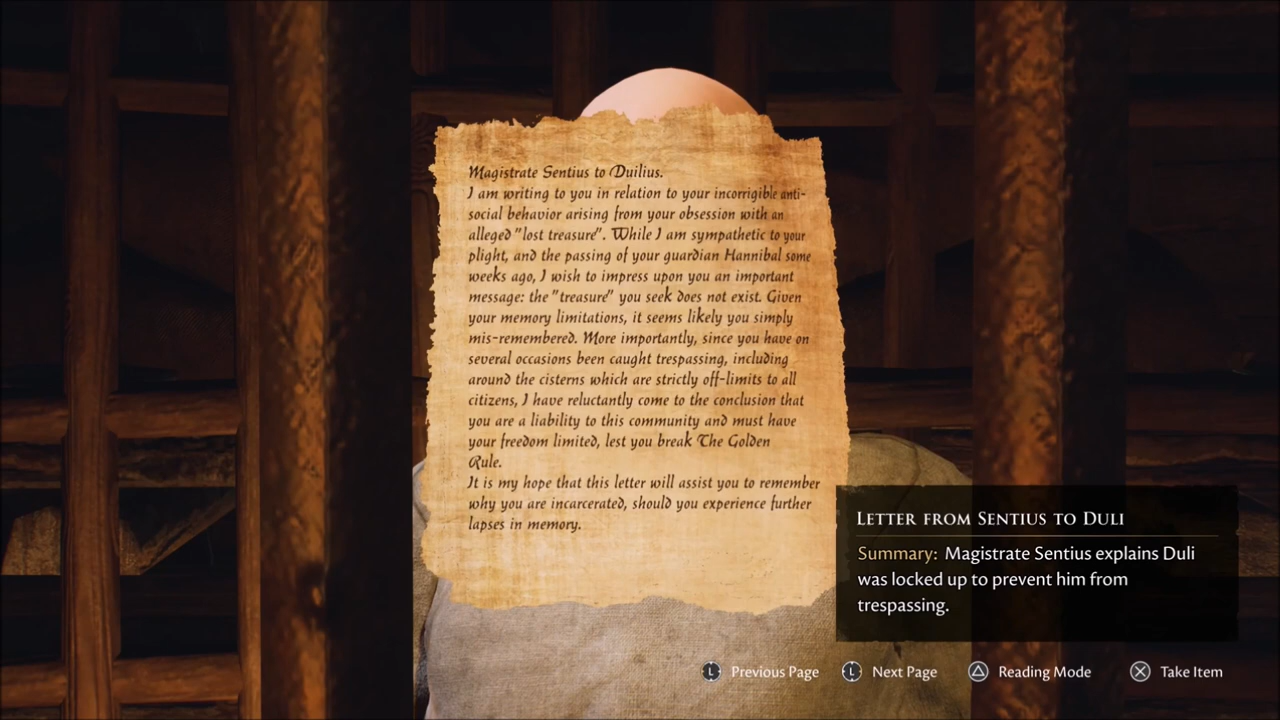 Magistrate Sentius to Duilius.
I am writing to you in relation to your incorrigible anti-
social behavior arising from your obsession with an
alleged "lost treasure". While I am sympathetic to your
plight, and the passing of your guardian Hannibal some
weeks ago, I wish to impress upon you an important
message: the "treasure" you seek does not exist. Given
your memory limitations, it seems likely you simply
mis-remembered. More importantly, since you have on
several occasions been caught trespassing, including
around the cisterns which are strictly off-limits to all
citizens, I have reluctantly come to the conclusion that
you are a liability to this community and must have
your freedom limited, lest you break The Golden
Rule.
It is my hope that this letter will assist you to remember
why you are incarcerated, should you experience further
lapses in memory.
Letter from Sentius to Duli
Summary: Magistrate Sentius explains Duli
was locked up to prevent him from
trespassing.
L Previous Page L Next Page Reading Mode Take Item